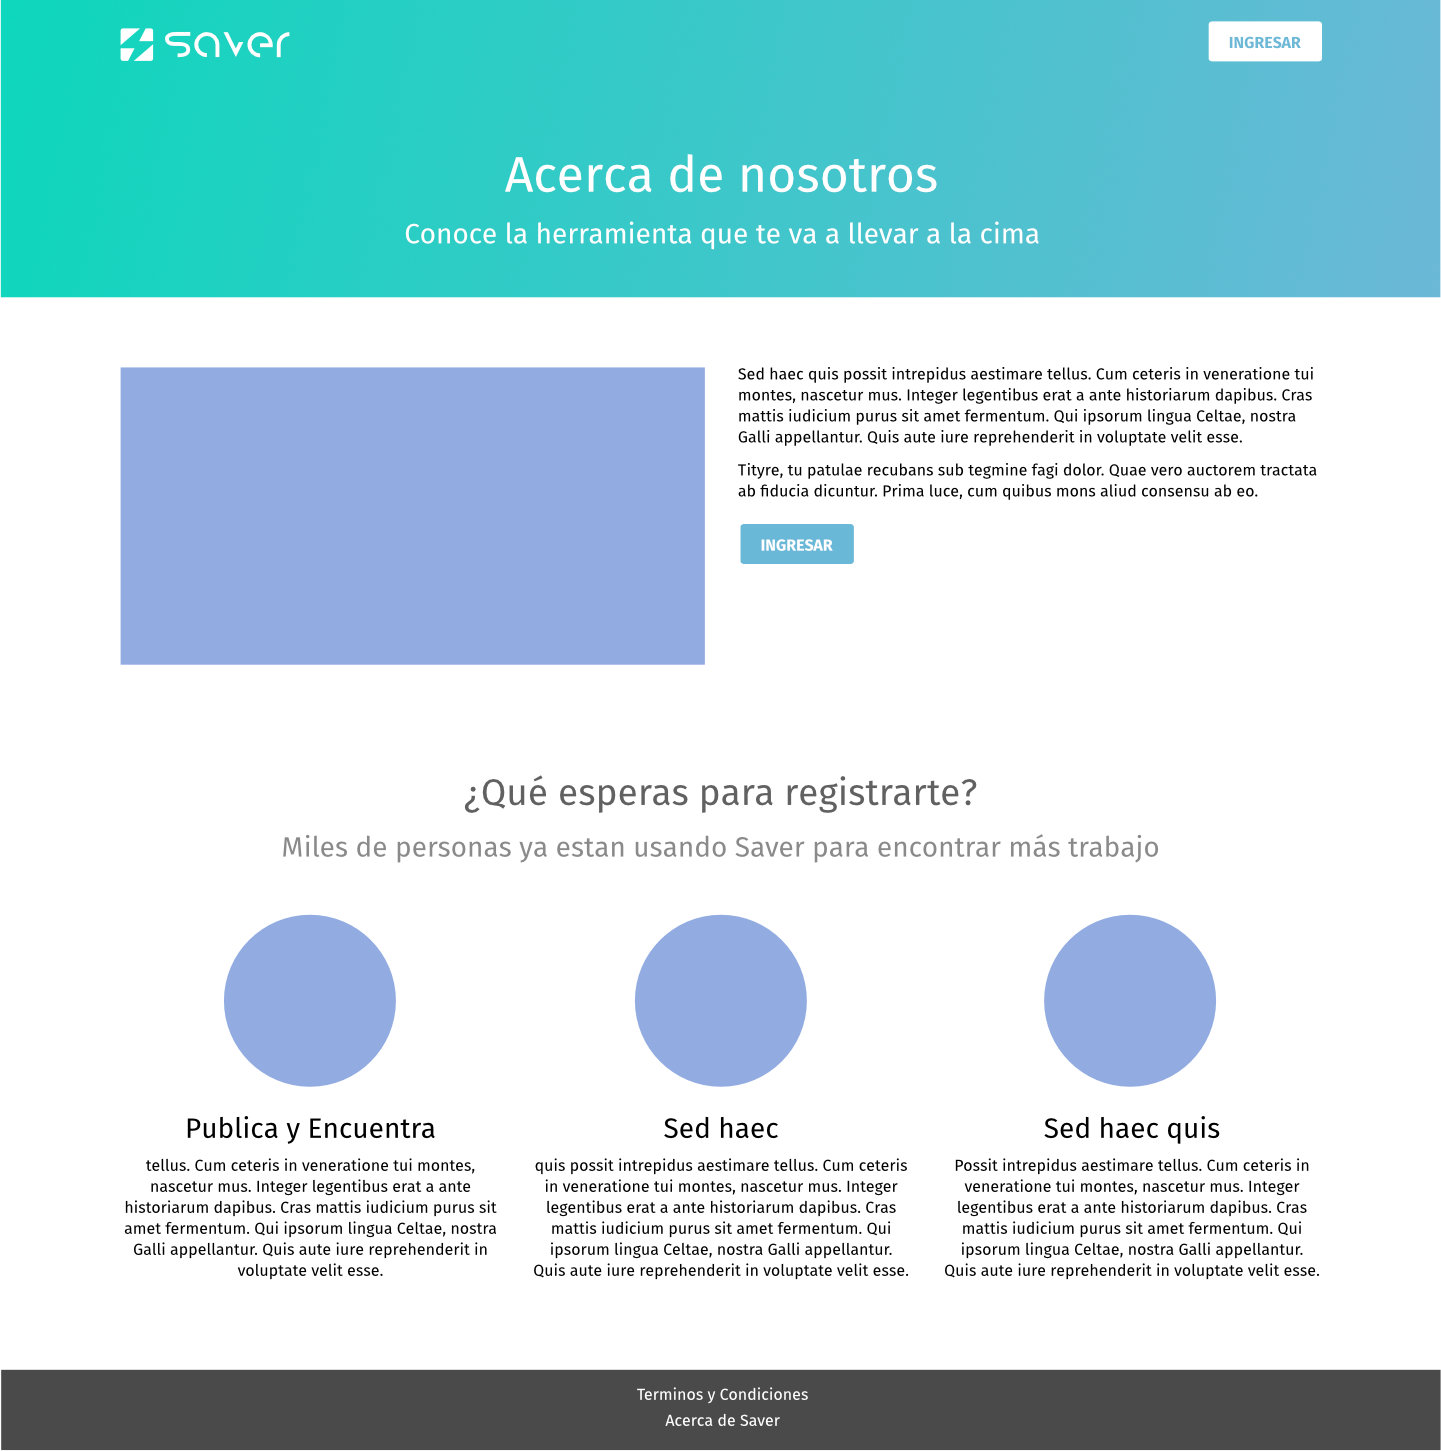 saver
INGRESAR
Acerca de nosotros
Conoce la herramienta que te va a llevar a la cima
Sed haec quis possit intrepidus aestimare tellus. Cum ceteris in veneratione tui
montes, nascetur mus. Integer legentibus erat a ante historiarum dapibus. Cras
mattis iudicium purus sit amet fermentum. Qui ipsorum lingua Celtae, nostra
Galli appellantur. Quis aute iure reprehenderit in voluptate velit esse.
Tityre, tu patulae recubans sub tegmine fagi dolor. Quae vero auctorem tractata
ab fiducia dicuntur. Prima luce, cum quibus mons aliud consensu ab eo.
INGRESAR
¿Qué esperas para registrarte?
Miles de personas ya estan usando Saver para encontrar más trabajo
Publica y Encuentra
tellus. Cum ceteris in veneratione tui montes,
nascetur mus. Integer legentibus erat a ante
historiarum dapibus. Cras mattis iudicium purus sit
amet fermentum. Qui ipsorum lingua Celtae, nostra
Galli appellantur. Quis aute iure reprehenderit in
voluptate velit esse.
Sed haec
quis possit intrepidus aestimare tellus. Cum ceteris
in veneratione tui montes, nascetur mus. Integer
legentibus erat a ante historiarum dapibus. Cras
mattis iudicium purus sit amet fermentum. Qui
ipsorum lingua Celtae, nostra Galli appellantur.
Quis aute iure reprehenderit in voluptate velit esse.
Sed haec quis
Possit intrepidus aestimare tellus. Cum ceteris in
veneratione tui montes, nascetur mus. Integer
legentibus erat a ante historiarum dapibus. Cras
mattis iudicium purus sit amet fermentum. Qui
ipsorum lingua Celtae, nostra Galli appellantur.
Quis aute iure reprehenderit in voluptate velit esse.
Terminos y Condiciones
Acerca de Saver